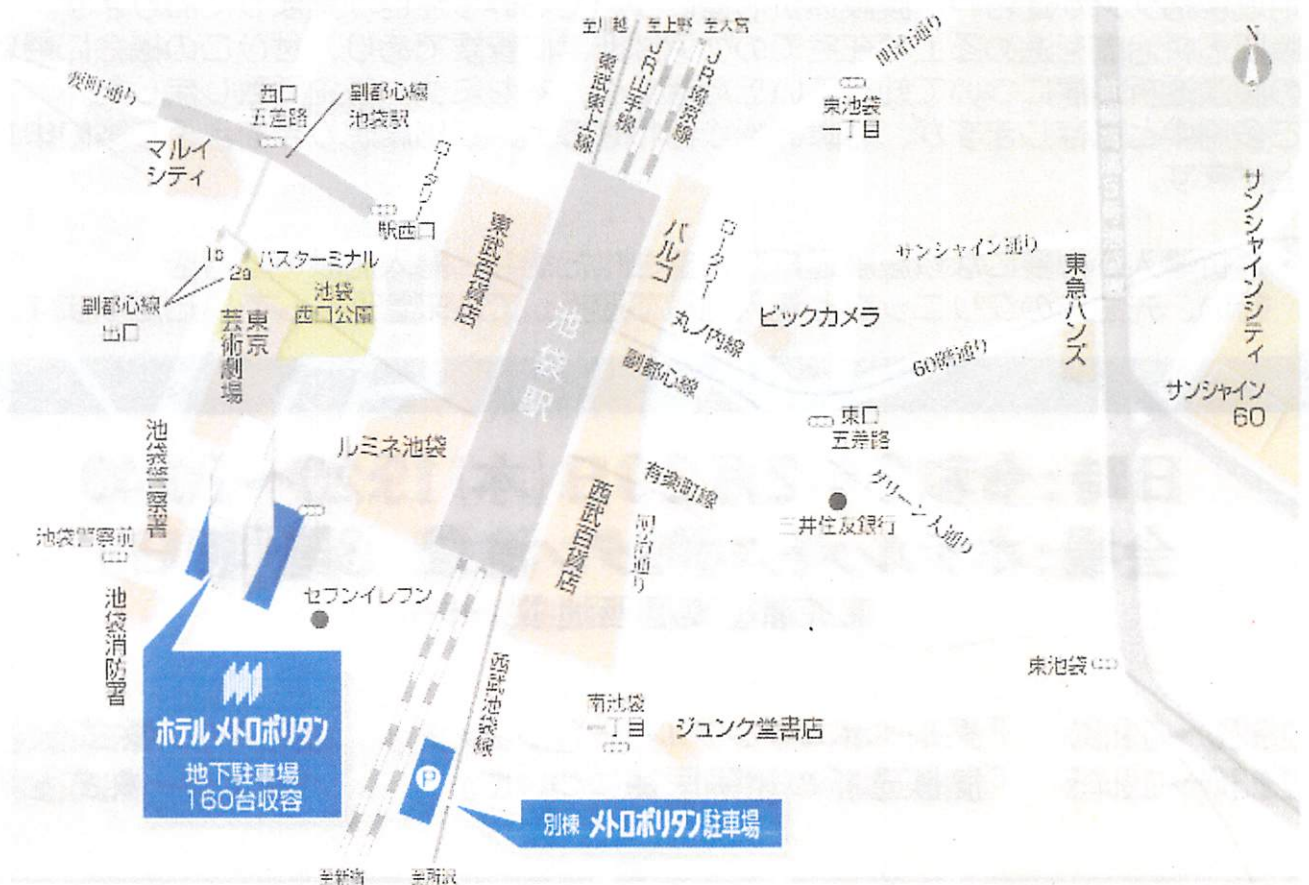 至川越 至上野 至大宮
東武東上線
JR山手線
JR埼京線
明治通り
東池袋
一丁目
要町通り
西口
五差路
副都心線
池袋駅
マルイ
シティ
ロータリー
駅西口
東武百貨店
パルコ
ロータリー
サンシャイン通り
東急ハンズ
サンシャインシティ
1b
2a
バスターミナル
副都心線
出口
池袋
西口公園
東京
芸術劇場
池袋駅
丸ノ内線
副都心線
ビックカメラ
60階通り
サンシャイン
60
東口
五差路
池袋警察署
ルミネ池袋
西武百貨店
有楽町線
明治通り
三井住友銀行
グリーン大通り
池袋警察前
池袋消防署
セブンイレブン
西武池袋線
東池袋
ホテル メトロポリタン
地下駐車場
160台収容
南池袋
一丁目
ジュンク堂書店
P
別棟 メトロポリタン駐車場
至新宿 至所沢